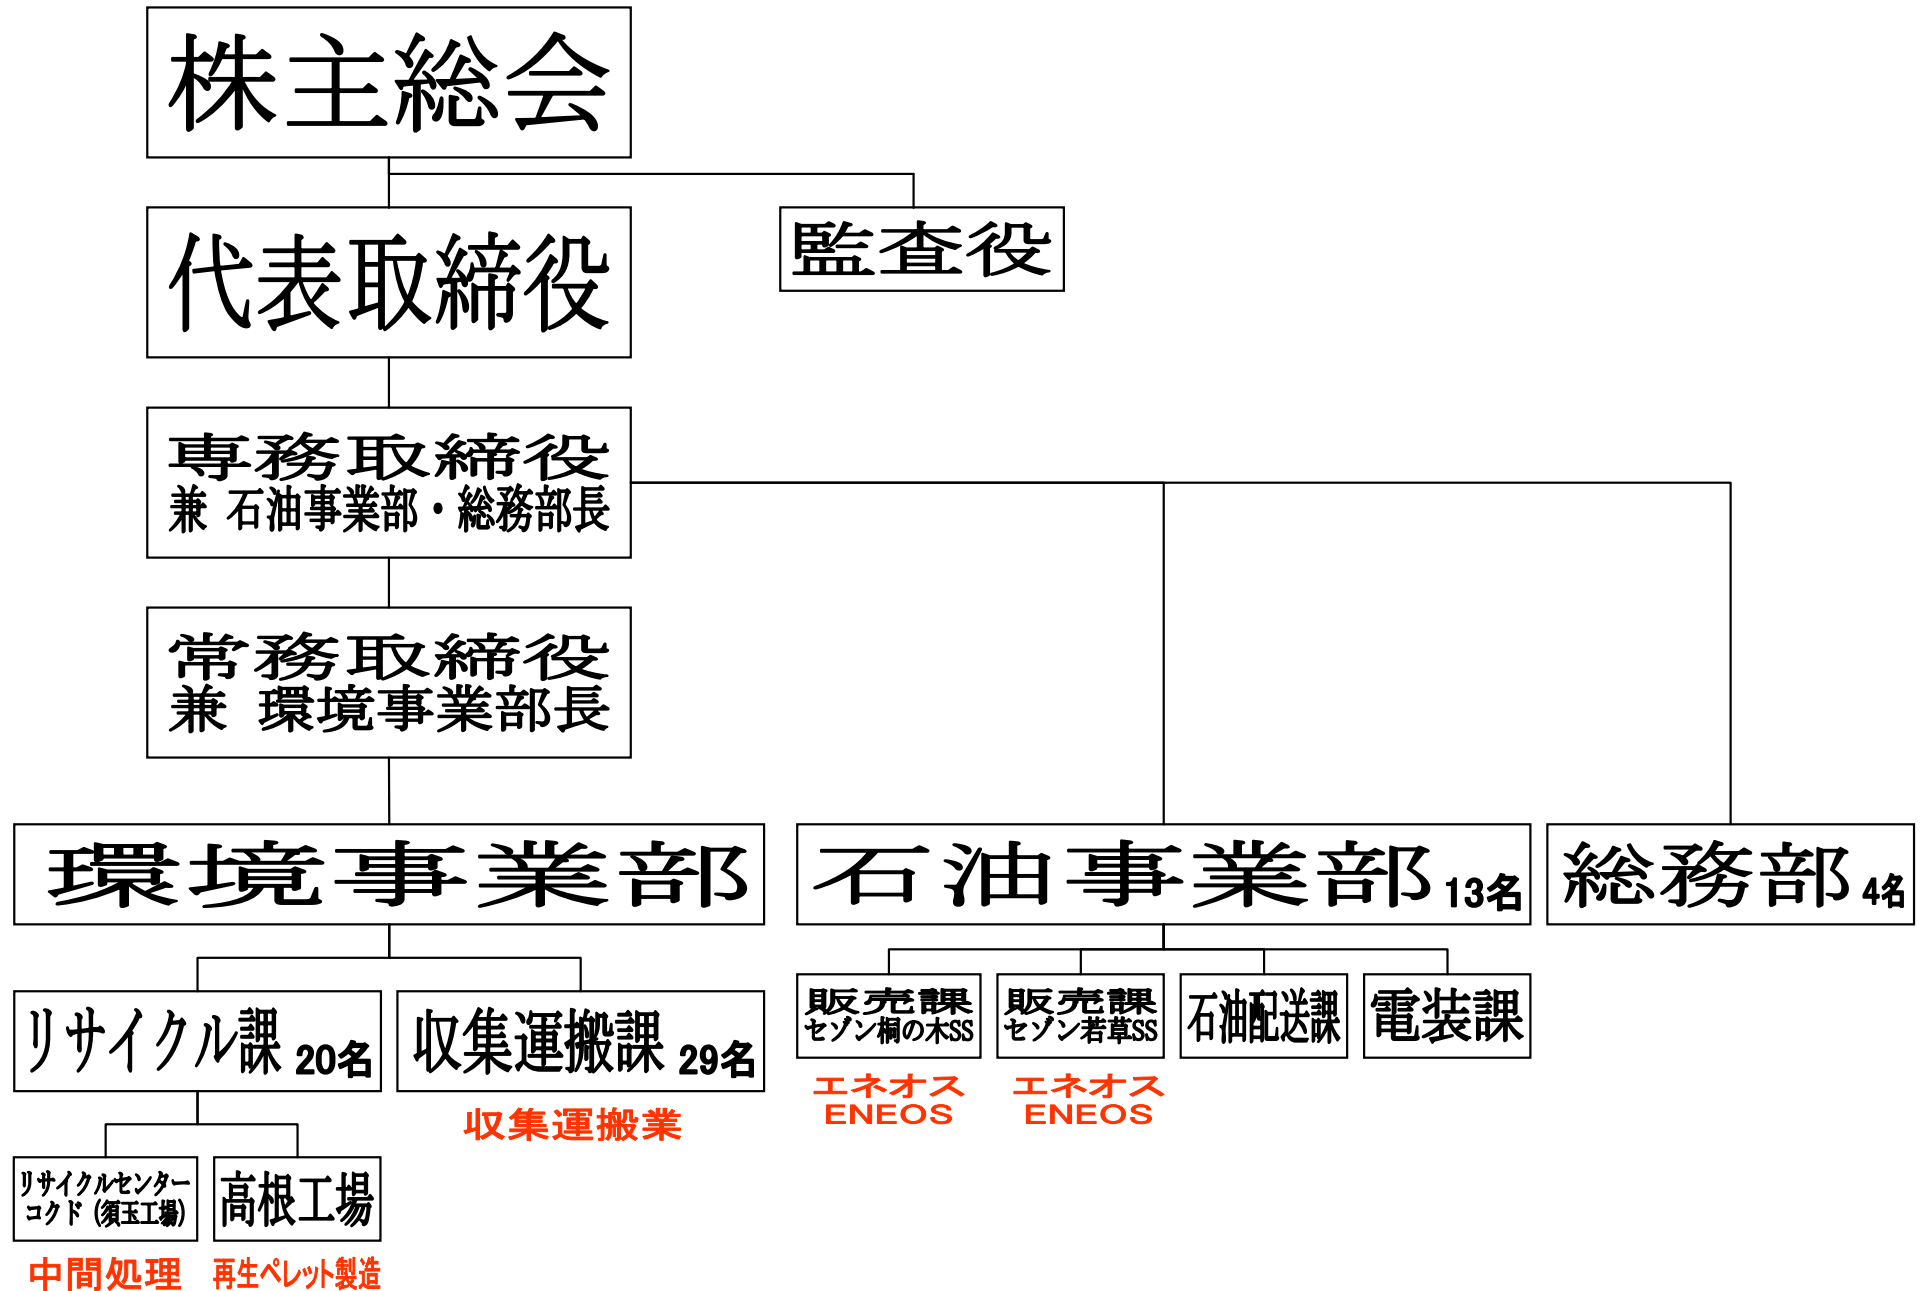 株主総会
代表取締役
監査役
専務取締役
兼 石油事業部・総務部長
常務取締役
兼 環境事業部長
環境事業部
石油事業部 13名
総務部 4名
リサイクル課 20名
収集運搬課 29名
販売課
セゾン桐の木SS
販売課
セゾン若草SS
石油配送課
電装課
エネオス
ENEOS
エネオス
ENEOS
収集運搬業
リサイクルセンター
コクド（須玉工場）
高根工場
中間処理
再生ペレット製造